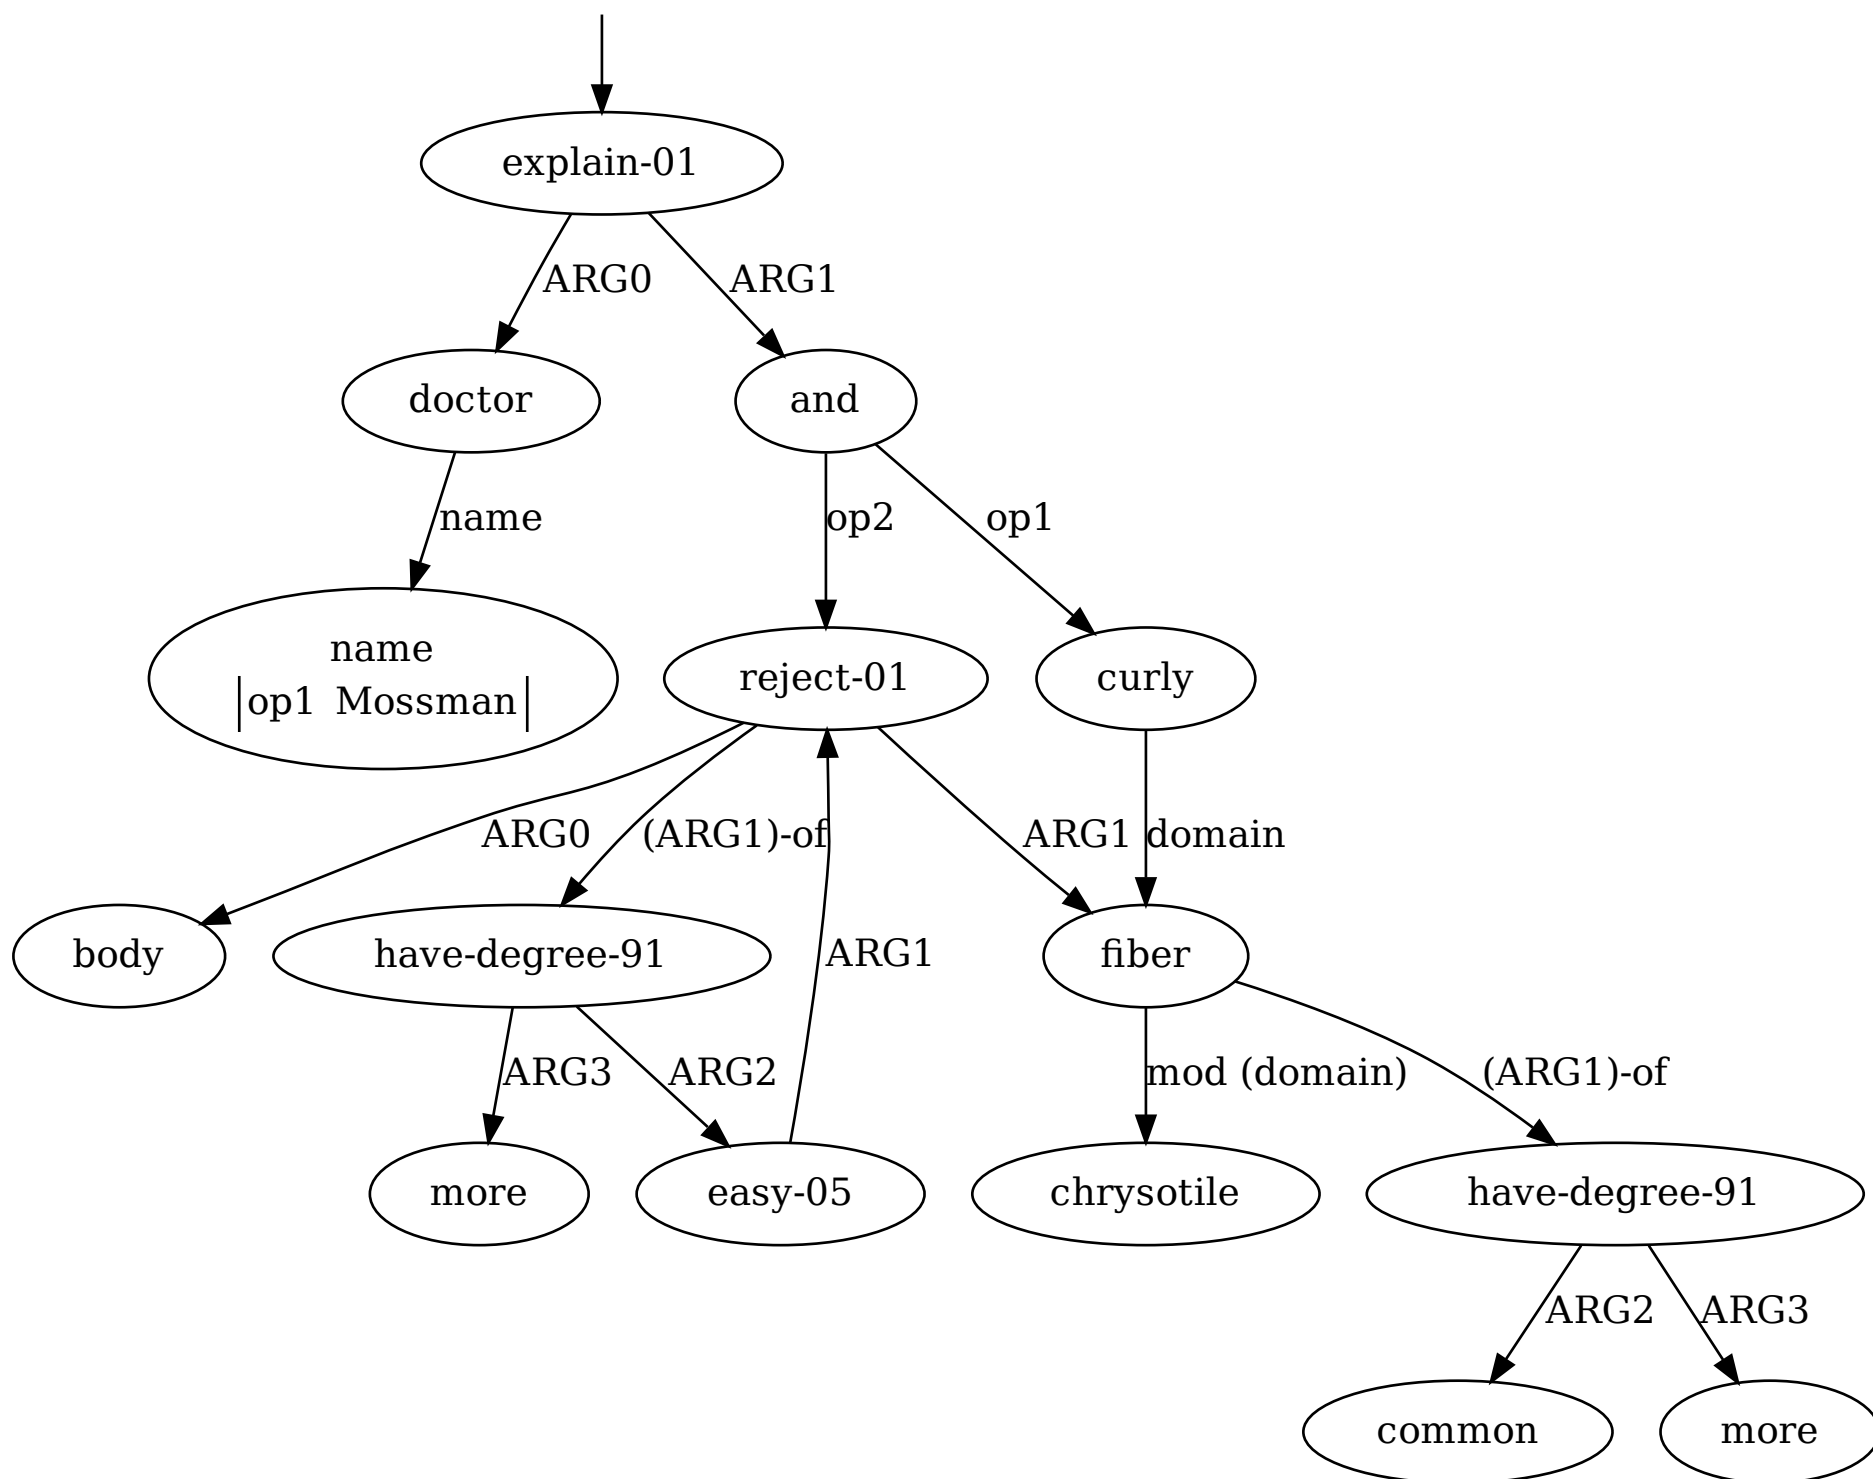 explain-01
ARG0
ARG1
doctor
and
name
op2
op1
name
|op1 Mossman|
reject-01
curly
ARG0
(ARG1)-of
ARG1
domain
body
have-degree-91
ARG1
fiber
ARG3
ARG2
mod (domain)
(ARG1)-of
more
easy-05
chrysotile
have-degree-91
ARG2
ARG3
common
more